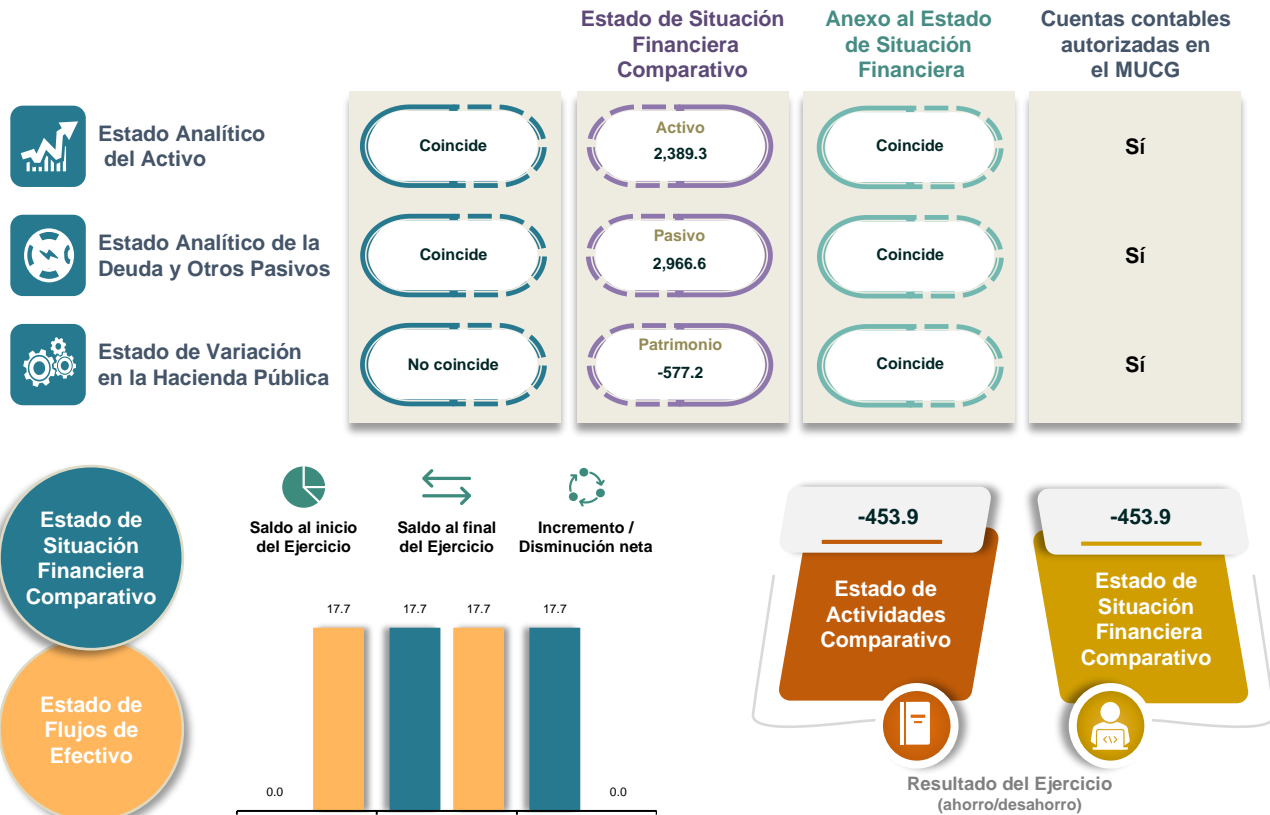 Estado de Situación
Financiera
Comparativo
Anexo al Estado
de Situación
Financiera
Cuentas contables
autorizadas en
el MUCG
Estado Analítico
del Activo
Coincide
Activo
2,389.3
Coincide
Sí
Estado Analítico de la
Deuda y Otros Pasivos
Coincide
Pasivo
2,966.6
Coincide
Sí
Estado de Variación
en la Hacienda Pública
No coincide
Patrimonio
-577.2
Coincide
Sí
Estado de
Situación
Financiera
Comparativo
Estado de
Flujos de
Efectivo
Saldo al inicio
del Ejercicio
Saldo al final
del Ejercicio
Incremento /
Disminución neta
0.0
17.7
17.7
17.7
17.7
0.0
-453.9
Estado de
Actividades
Comparativo
-453.9
Estado de
Situación
Financiera
Comparativo
Resultado del Ejercicio
(ahorro/desahorro)